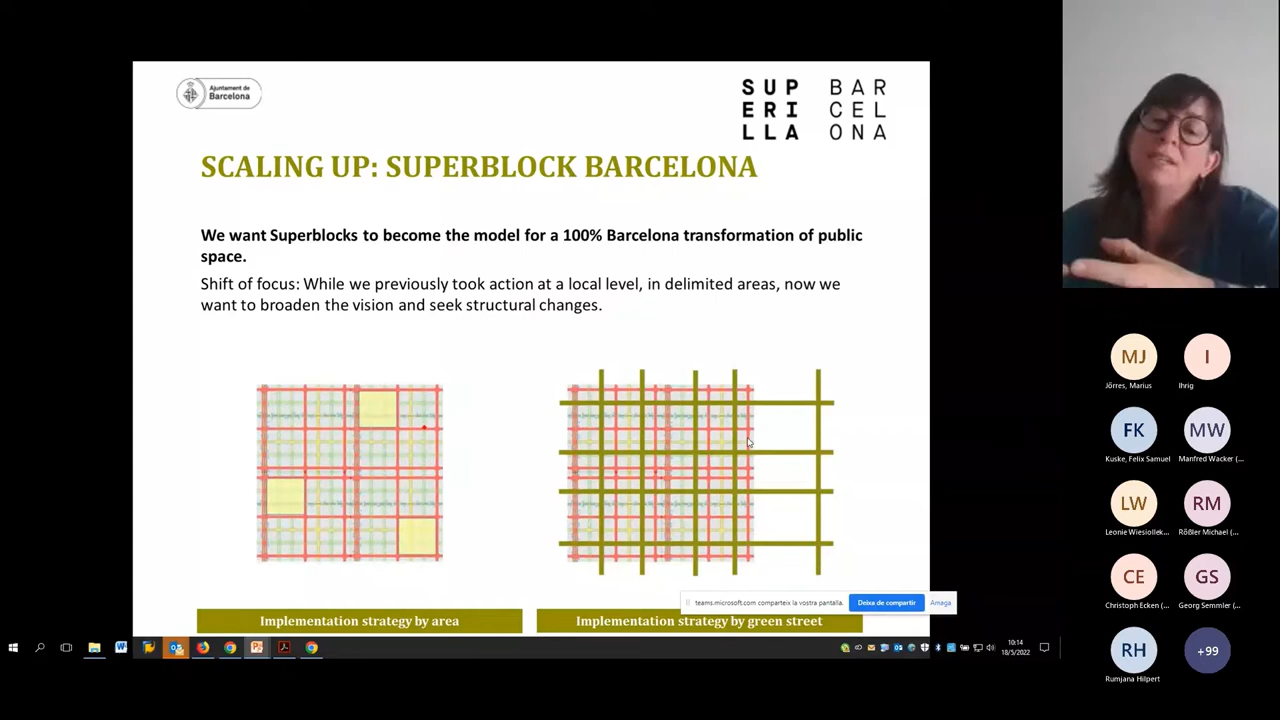 Ajuntament de
Barcelona
SUP BAR
ERI CEL
LLA ONA
SCALING UP: SUPERBLOCK BARCELONA
We want Superblocks to become the model for a 100% Barcelona transformation of public
space.
Shift of focus: While we previously took action at a local level, in delimited areas, now we
want to broaden the vision and seek structural changes.
teams.microsoft.com comparteix la vostra pantalla.
Deixa de compartir
Amaga
Implementation strategy by area
Implementation strategy by green street
10:14
18/5/2022
MJ
Jörres, Marius
I
Ihrig
FK
Kuske, Felix Samuel
MW
Manfred Wacker (...
LW
Leonie Wiesiollek...
RM
Rößler Michael (...
CE
Christoph Ecken (...
GS
Georg Semmler (...
RH
Rumjana Hilpert
+99